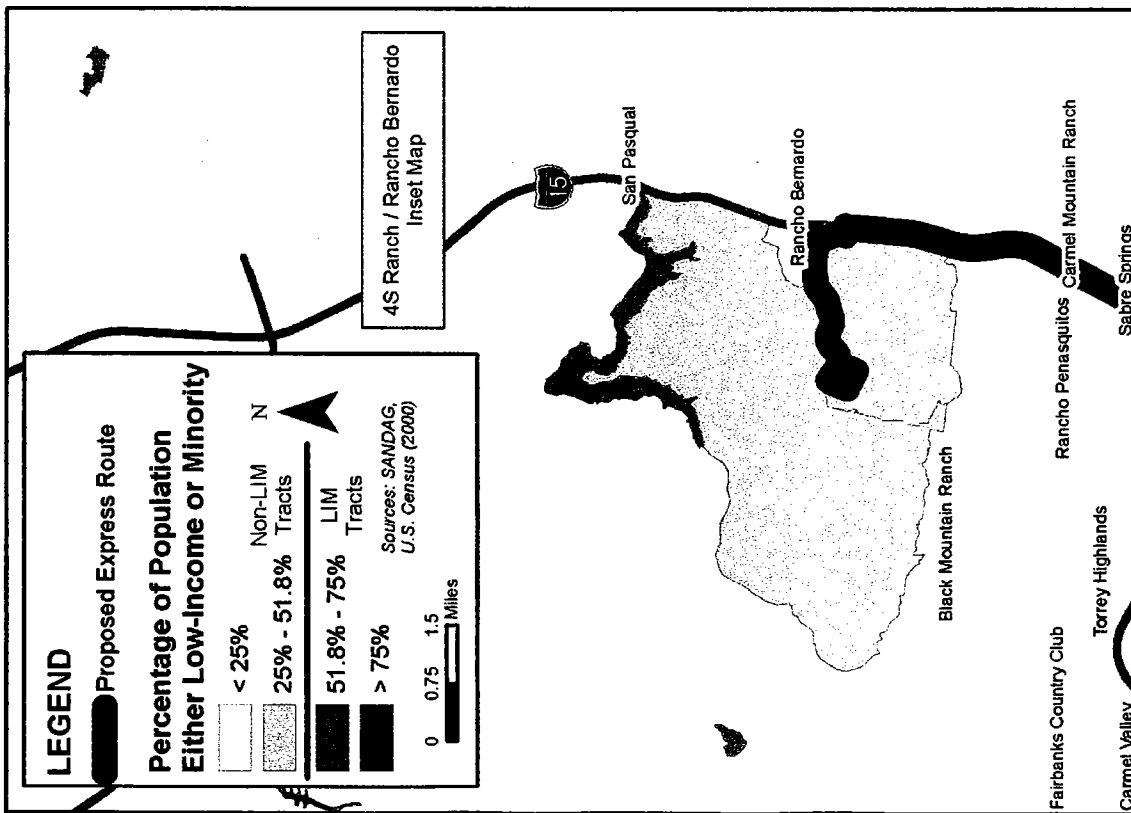 LEGEND
Proposed Express Route
Percentage of Population
Either Low-Income or Minority
< 25%
Non-LIM
25% - 51.8% Tracts
51.8% - 75% LIM
Tracts
> 75%
N
Sources: SANDAG,
U.S. Census (2000)
0 0.75 1.5
Miles
4S Ranch / Rancho Bernardo
Inset Map
15
San Pasqual
Rancho Bernardo
Carmel Mountain Ranch
Rancho Penasquitos
Sabre Springs
Black Mountain Ranch
Torrey Highlands
Fairbanks Country Club
Carmel Valley